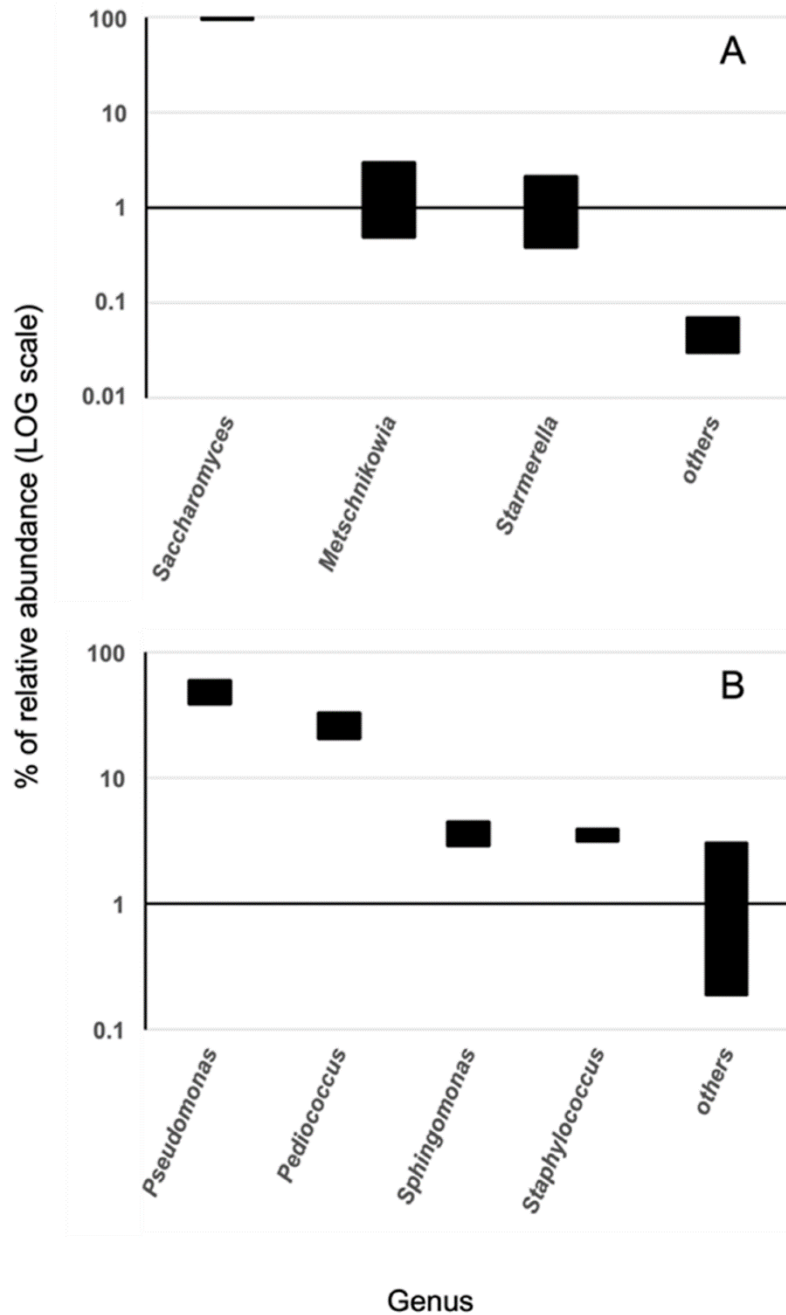 % of relative abundance (LOG scale)
A
100
10
1
0.1
0.01
Saccharomyces
Metschnikowia
Starmerella
others
B
100
10
1
0.1
Pseudomonas
Pediococcus
Sphingomonas
Staphylococcus
others
Genus